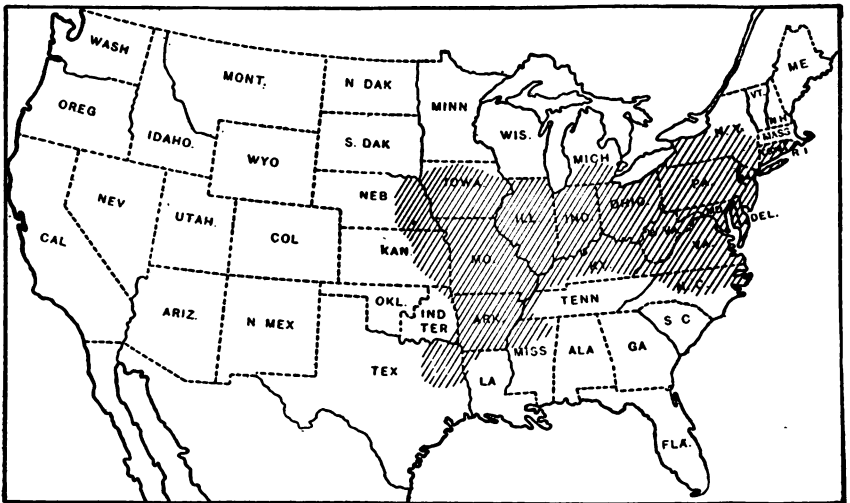 WASH
OREG
CAL
NEV
IDAHO.
MONT.
WYO
UTAH.
ARIZ.
COL
N MEX
N DAK
S. DAK
NEB
KAN
OKL.
IND
TER
TEX
MINN
IOWA.
MO.
ARK.
LA
WIS.
ILL
MICH
IND.
OHIO.
KY.
TENN
MISS
ALA
GA
FLA.
S C
N.C.
VA.
W. VA.
MD.
DEL.
PA.
N.Y.
VT.
N H.
ME.
MASS
R I